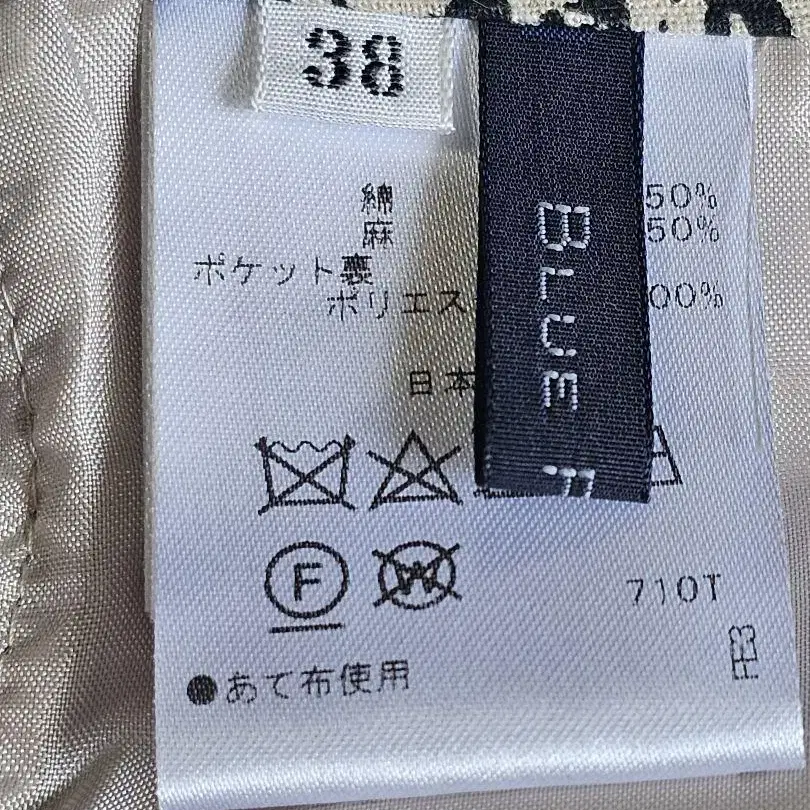 38
綿 50%
麻 50%
ポケット裏
ポリエス 00%
日本
BLUE F
F
W
710T
●あて布使用